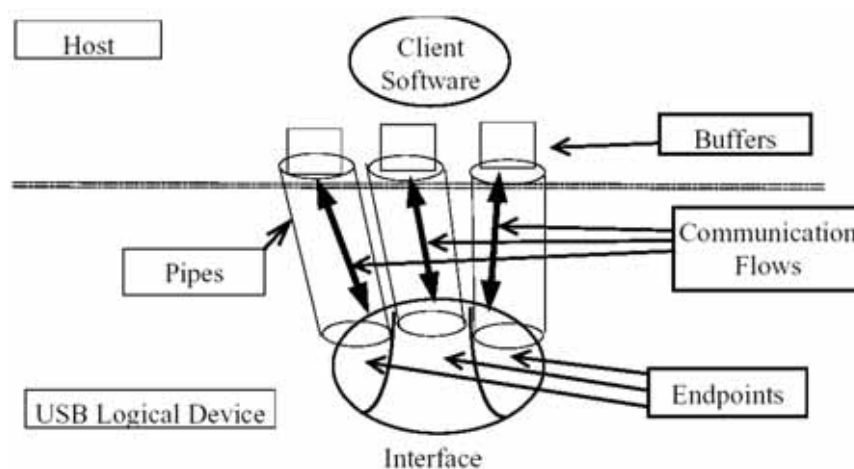 Host
Client
Software
Buffers
Communication
Flows
Pipes
Endpoints
USB Logical Device
Interface